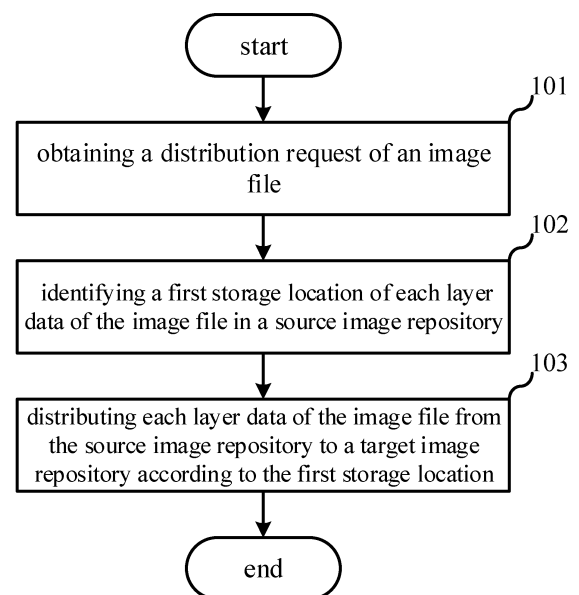 start
101
obtaining a distribution request of an image
file
102
identifying a first storage location of each layer
data of the image file in a source image repository
103
distributing each layer data of the image file from
the source image repository to a target image
repository according to the first storage location
end